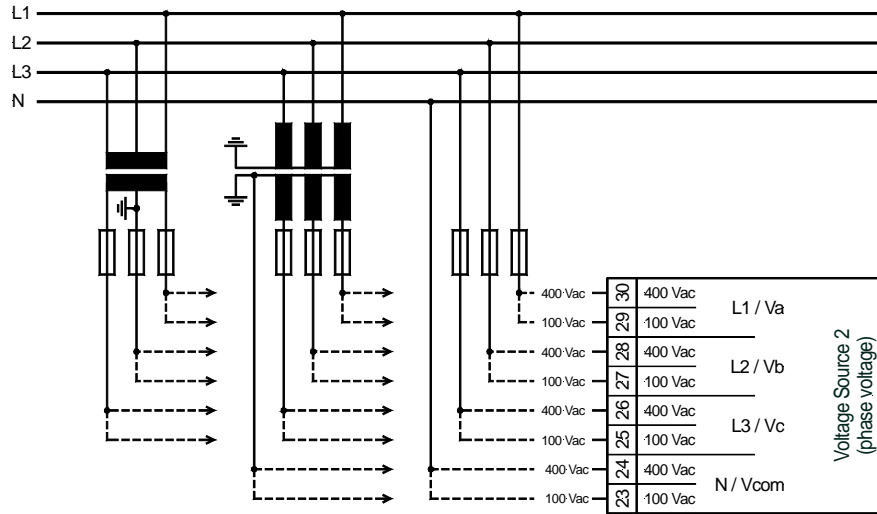 L1
L2
L3
N
400 Vac 30 400 Vac
L1 / Va
100 Vac 29 100 Vac
400 Vac 28 400 Vac
L2 / Vb
100 Vac 27 100 Vac
400 Vac 26 400 Vac
L3 / Vc
100 Vac 25 100 Vac
400 Vac 24 400 Vac
N / Vcom
100 Vac 23 100 Vac
Voltage Source 2
(phase voltage)